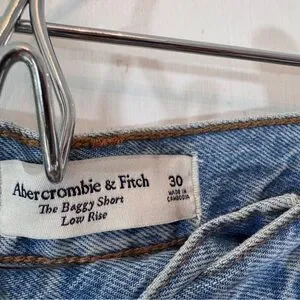 Abercrombie & Fitch
The Baggy Short
Low Rise
30
MADE IN
CAMBODIA